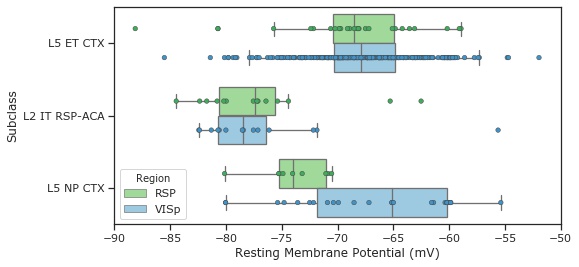 L5 ET CTX
L2 IT RSP-ACA
L5 NP CTX
Subclass
Region
RSP
VISp
−90 −85 −80 −75 −70 −65 −60 −55 −50
Resting Membrane Potential (mV)